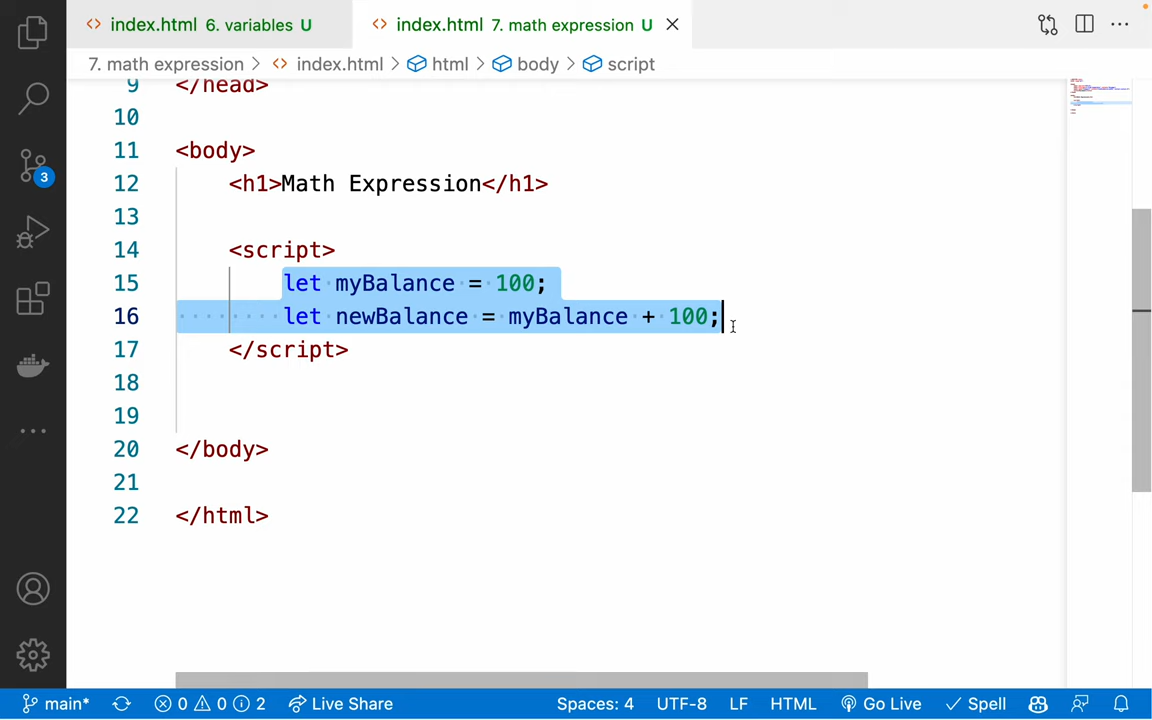 index.html 6. variables U
index.html 7. math expression U
7. math expression > index.html > html > body > script
9 </head>
10
11 <body>
12 <h1>Math Expression</h1>
13
14 <script>
15 let myBalance = 100;
16 let newBalance = myBalance + 100;
17 </script>
18
19
20 </body>
21
22 </html>
3
main* 0 0 2 Live Share Spaces: 4 UTF-8 LF HTML Go Live Spell